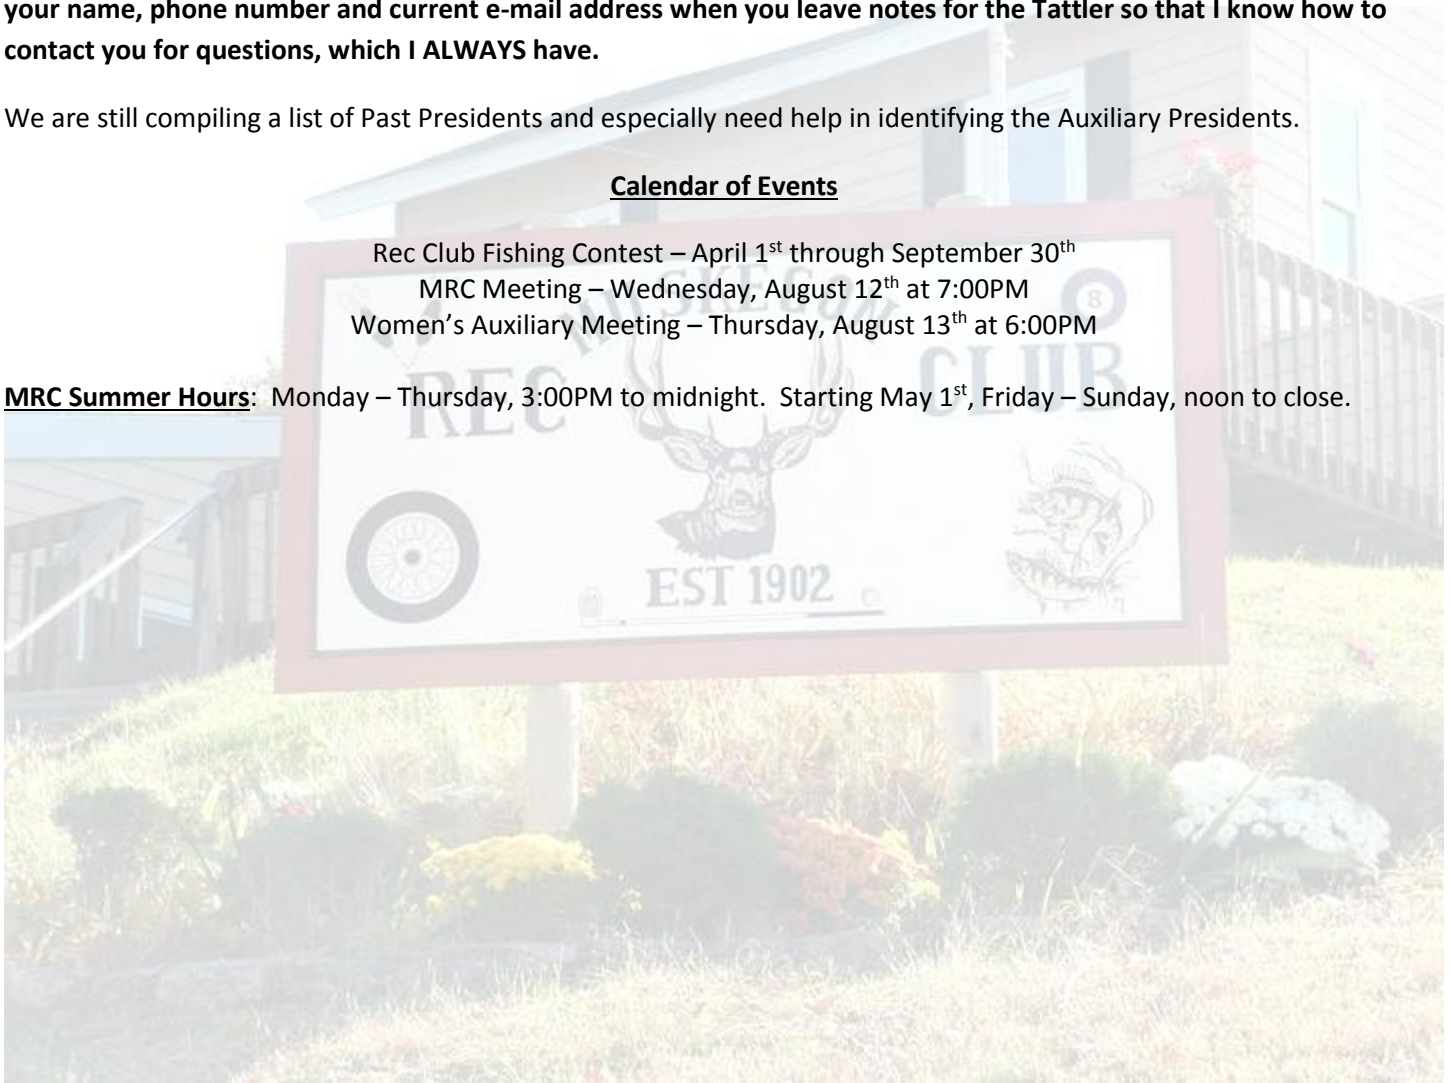 your name, phone number and current e-mail address when you leave notes for the Tattler so that I know how to
contact you for questions, which I ALWAYS have.
We are still compiling a list of Past Presidents and especially need help in identifying the Auxiliary Presidents.
Calendar of Events
Rec Club Fishing Contest – April 1st through September 30th
MRC Meeting – Wednesday, August 12th at 7:00PM
Women's Auxiliary Meeting – Thursday, August 13th at 6:00PM
MRC Summer Hours: Monday – Thursday, 3:00PM to midnight. Starting May 1st, Friday – Sunday, noon to close.
MUSKEGON
8
REC CLUB
EST 1902